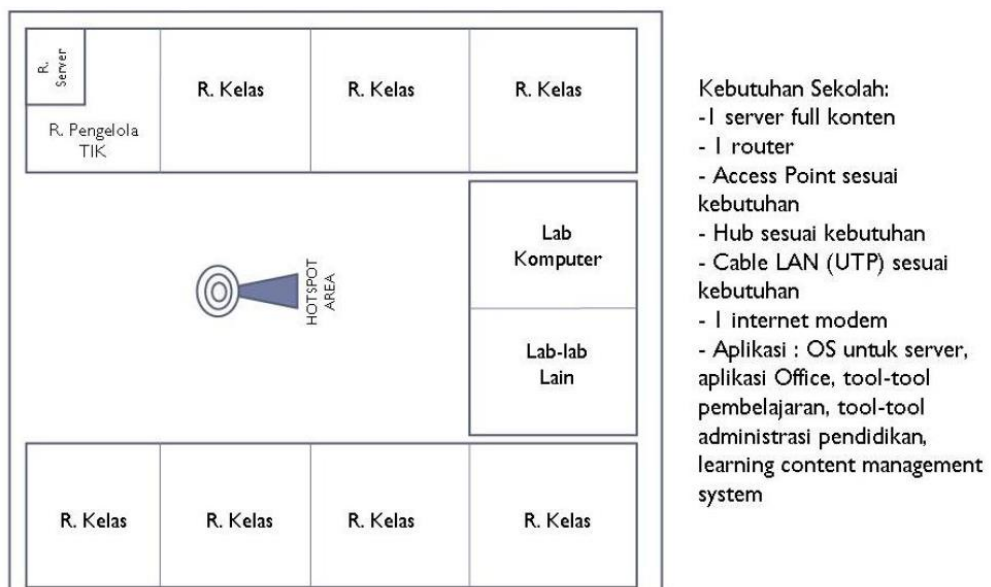 R. Server
R. Pengelola
TIK
R. Kelas
R. Kelas
R. Kelas
Lab
Komputer
HOTSPOT
AREA
Lab-lab
Lain
R. Kelas
R. Kelas
R. Kelas
R. Kelas
Kebutuhan Sekolah:
-1 server full konten
- 1 router
- Access Point sesuai
kebutuhan
- Hub sesuai kebutuhan
- Cable LAN (UTP) sesuai
kebutuhan
- 1 internet modem
- Aplikasi : OS untuk server,
aplikasi Office, tool-tool
pembelajaran, tool-tool
administrasi pendidikan,
learning content management
system